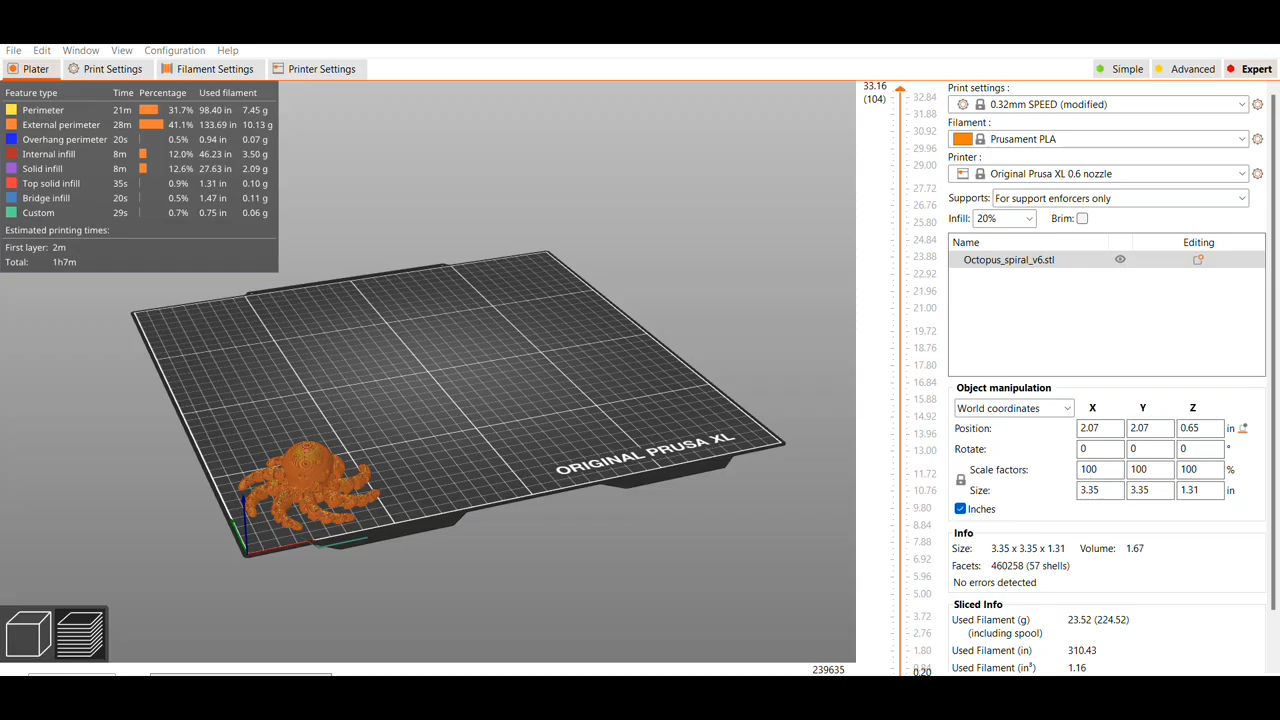 File Edit Window View Configuration Help
Plater Print Settings Filament Settings Printer Settings Simple Advanced Expert
Feature type Time Percentage Used filament
Perimeter 21m 31.7% 98.40 in 7.45 g
External perimeter 28m 41.1% 133.69 in 10.13 g
Overhang perimeter 20s 0.5% 0.94 in 0.07 g
Internal infill 8m 12.0% 46.23 in 3.50 g
Solid infill 8m 12.6% 27.62 in 2.09 g
Top solid infill 35s 0.9% 1.31 in 0.10 g
Bridge infill 20s 0.5% 1.47 in 0.11 g
Custom 29s 0.7% 0.75 in 0.06 g
Estimated printing times:
First layer: 2m
Total: 1h7m
ORIGINAL PRUSA XL
239635
33.16
(104)
32.84
31.88
30.92
29.96
29.00
27.72
26.76
25.80
24.84
23.88
22.92
21.96
21.00
19.72
18.76
17.80
16.84
15.88
14.92
13.96
13.00
11.72
10.76
9.80
8.84
7.88
6.92
5.96
5.00
3.72
2.76
1.80
0.20
Print settings :
0.32mm SPEED (modified)
Filament :
Prusament PLA
Printer :
Original Prusa XL 0.6 nozzle
Supports: For support enforcers only
Infill: 20% Brim:
Name Editing
Octopus_spiral_v6.stl
Object manipulation
World coordinates X Y Z
Position: 2.07 2.07 0.65 in
Rotate: 0 0 0 °
Scale factors: 100 100 100 %
Size: 3.35 3.35 1.31 in
Inches
Info
Size: 3.35 x 3.35 x 1.31 Volume: 1.67
Facets: 460258 (57 shells)
No errors detected
Sliced Info
Used Filament (g) 23.52 (224.52)
(including spool)
Used Filament (in) 310.43
Used Filament (in³) 1.16